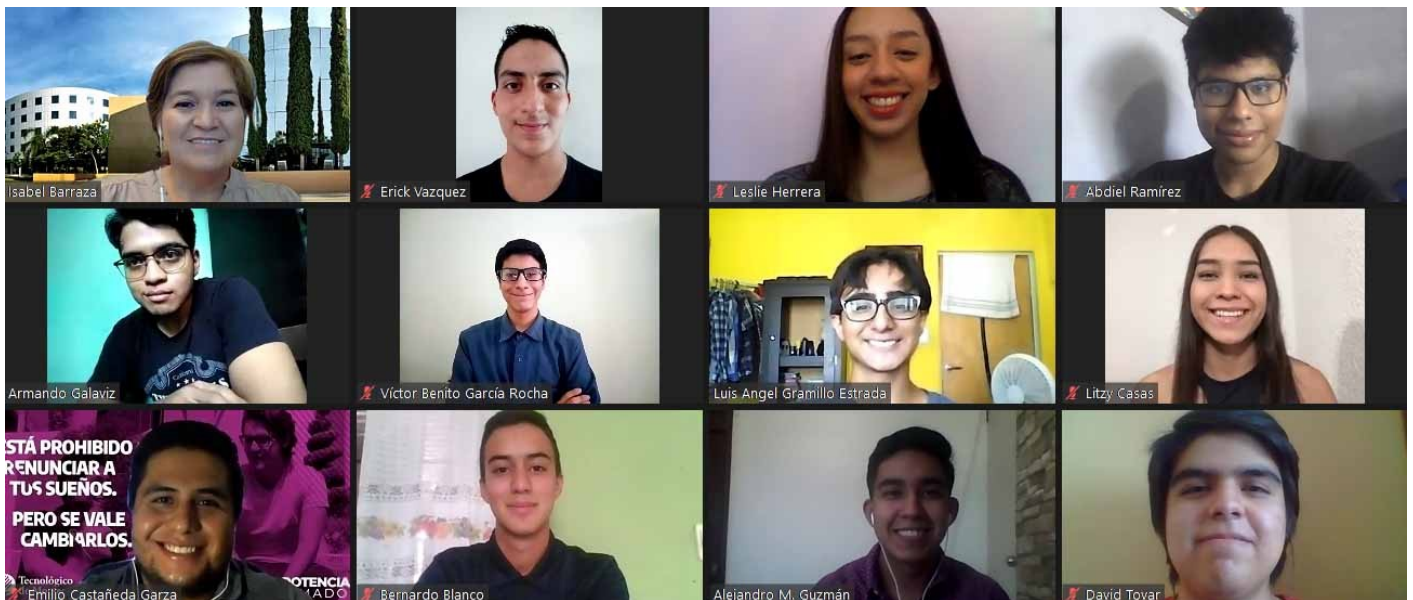 Isabel Barraza
Erick Vazquez
Leslie Herrera
Abdiel Ramírez
Armando Galaviz
Víctor Benito García Rocha
Luis Angel Gramillo Estrada
Litzy Casas
ESTÁ PROHIBIDO
RENUNCIAR A
TUS SUEÑOS.
PERO SE VALE
CAMBIARLOS.
Tecnológico
POTENCIA
Emilio Castañeda Garza
Bernardo Blanco
Alejandro M. Guzmán
David Tovar